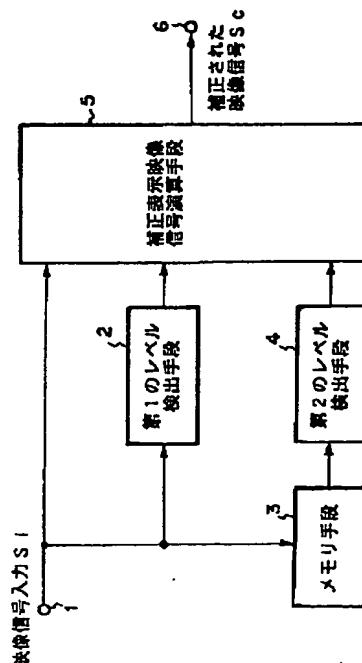 映像信号入力SI
1
第1のレベル
検出手段
2
メモリ手段
3
第2のレベル
検出手段
4
補正表示映像
信号演算手段
5
6
補正された
映像信号Sc